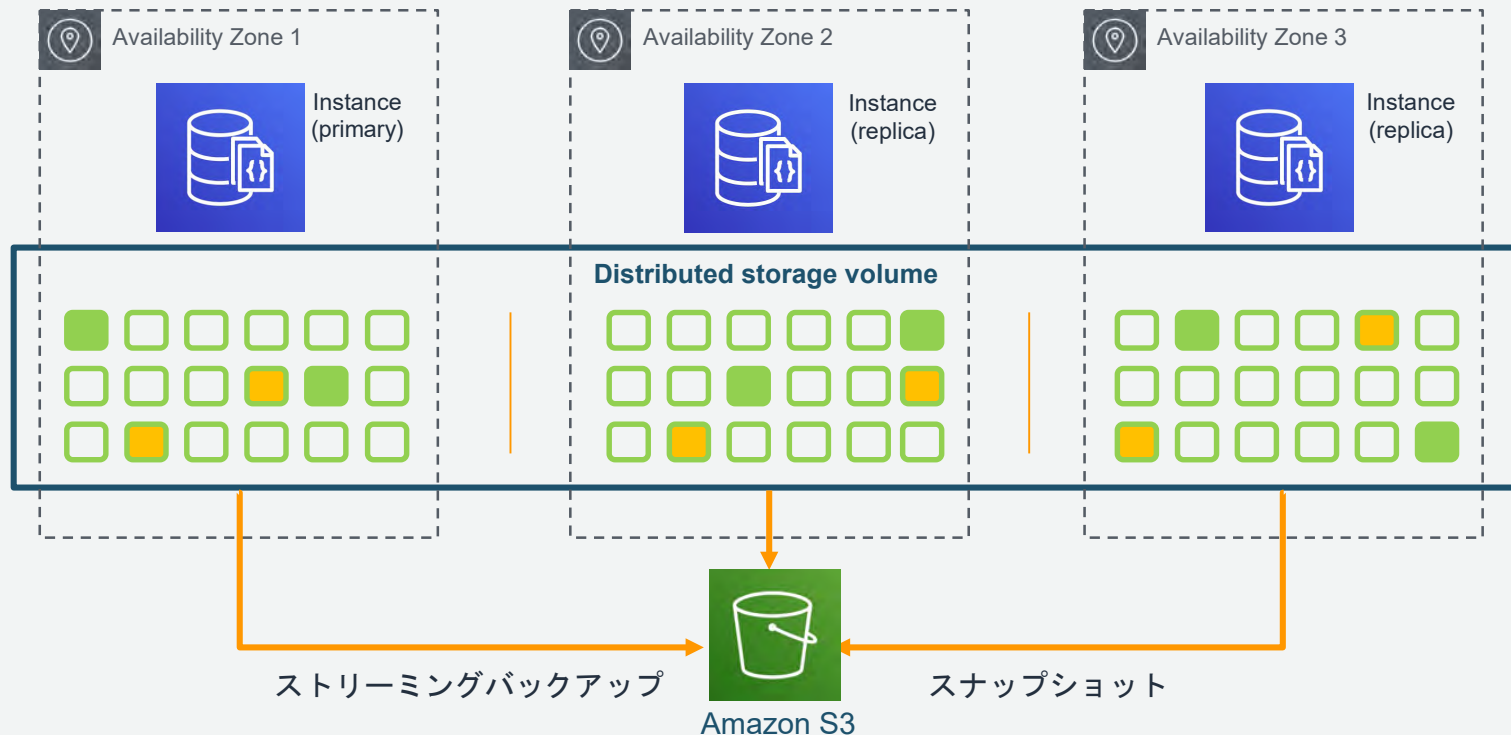 Availability Zone 1
Availability Zone 2
Availability Zone 3
Instance
(primary)
Instance
(replica)
Instance
(replica)
{}
{}
{}
Distributed storage volume
ストリーミングバックアップ
スナップショット
Amazon S3